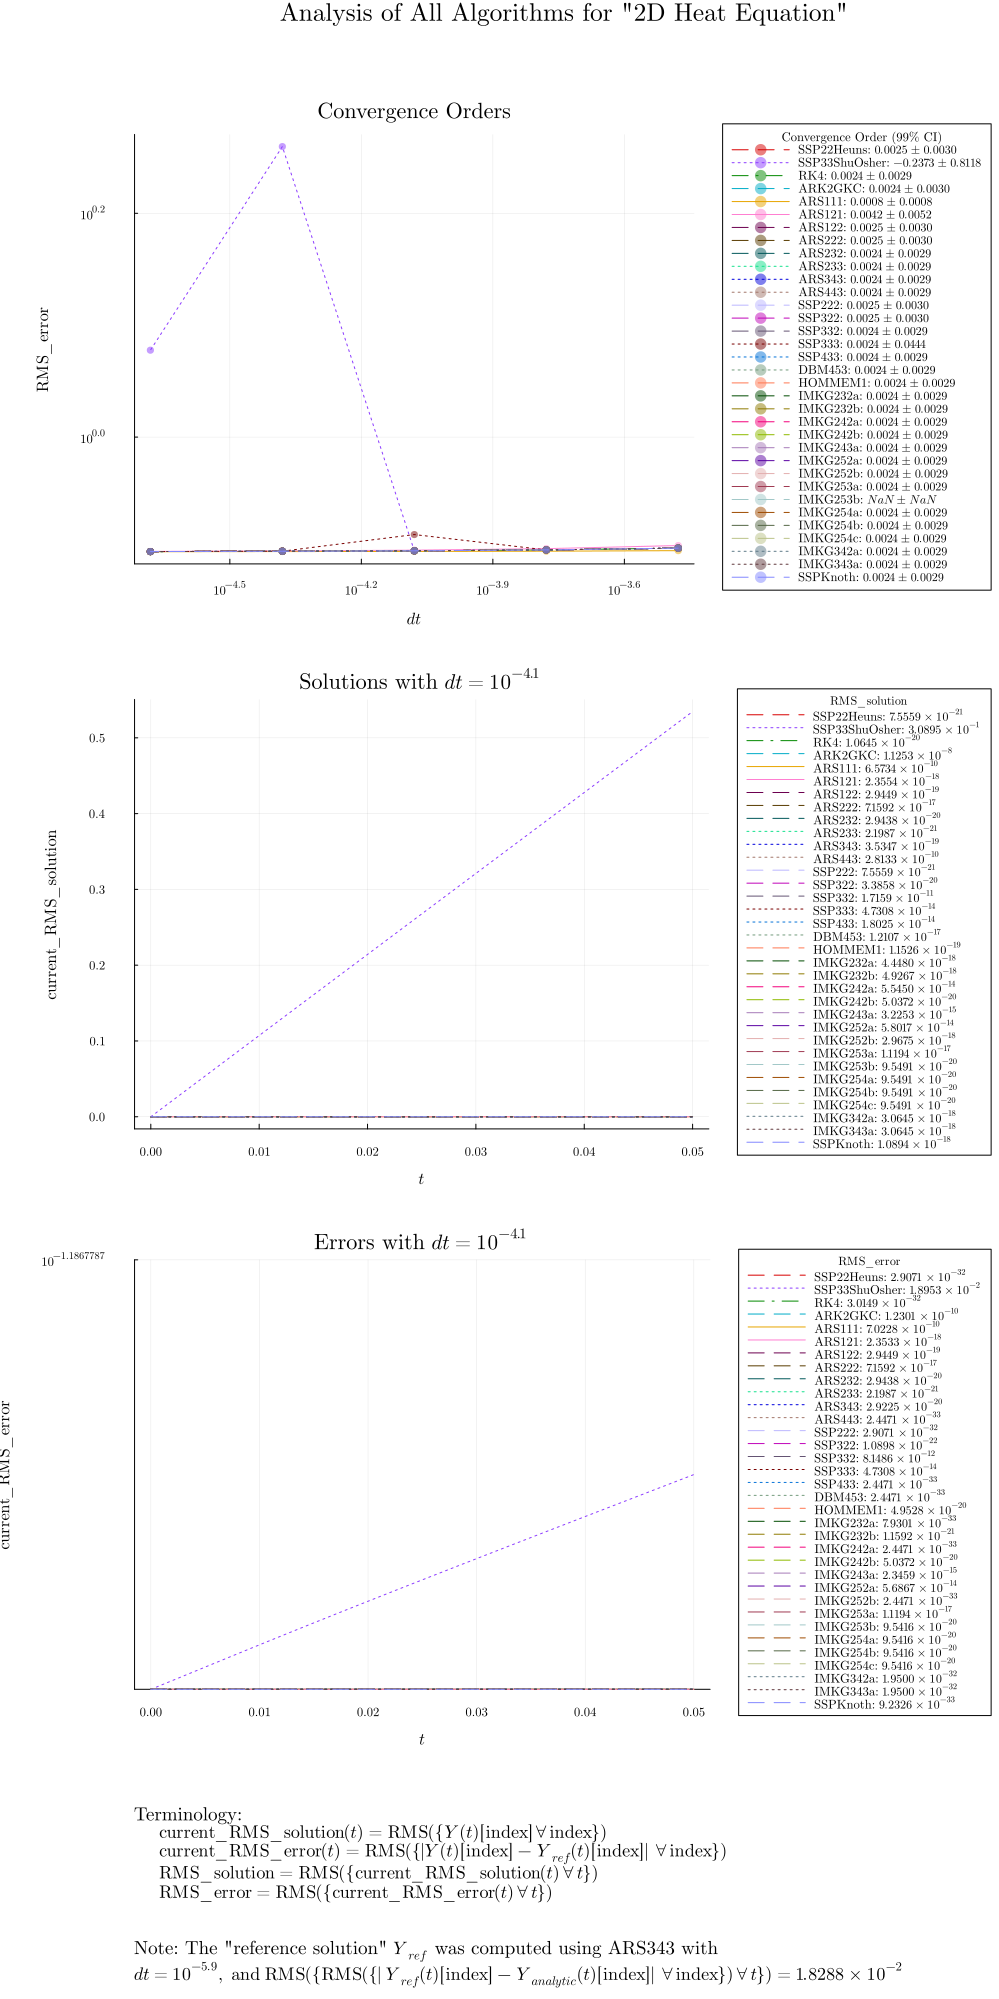 Analysis of All Algorithms for "2D Heat Equation"
Convergence Orders
RMS_error
10^0.2
10^0.0
10^−4.5 10^−4.2 10^−3.9 10^−3.6
dt
Convergence Order (99% CI)
SSP22Heuns: 0.0025 ± 0.0030
SSP33ShuOsher: −0.2373 ± 0.8118
RK4: 0.0024 ± 0.0029
ARK2GKC: 0.0024 ± 0.0030
ARS111: 0.0008 ± 0.0008
ARS121: 0.0042 ± 0.0052
ARS122: 0.0025 ± 0.0030
ARS222: 0.0025 ± 0.0030
ARS232: 0.0024 ± 0.0029
ARS233: 0.0024 ± 0.0029
ARS343: 0.0024 ± 0.0029
ARS443: 0.0024 ± 0.0029
SSP222: 0.0025 ± 0.0030
SSP322: 0.0025 ± 0.0030
SSP332: 0.0024 ± 0.0029
SSP333: 0.0024 ± 0.0444
SSP433: 0.0024 ± 0.0029
DBM453: 0.0024 ± 0.0029
HOMMEM1: 0.0024 ± 0.0029
IMKG232a: 0.0024 ± 0.0029
IMKG232b: 0.0024 ± 0.0029
IMKG242a: 0.0024 ± 0.0029
IMKG242b: 0.0024 ± 0.0029
IMKG243a: 0.0024 ± 0.0029
IMKG252a: 0.0024 ± 0.0029
IMKG252b: 0.0024 ± 0.0029
IMKG253a: 0.0024 ± 0.0029
IMKG253b: NaN ± NaN
IMKG254a: 0.0024 ± 0.0029
IMKG254b: 0.0024 ± 0.0029
IMKG254c: 0.0024 ± 0.0029
IMKG342a: 0.0024 ± 0.0029
IMKG343a: 0.0024 ± 0.0029
SSPKnoth: 0.0024 ± 0.0029
Solutions with dt = 10^−4.1
current_RMS_solution
0.5
0.4
0.3
0.2
0.1
0.0
0.00 0.01 0.02 0.03 0.04 0.05
t
RMS_solution
SSP22Heuns: 7.5559 × 10^−21
SSP33ShuOsher: 3.0895 × 10^−1
RK4: 1.0645 × 10^−20
ARK2GKC: 1.1253 × 10^−8
ARS111: 6.5734 × 10^−10
ARS121: 2.3554 × 10^−18
ARS122: 2.9449 × 10^−19
ARS222: 7.1592 × 10^−17
ARS232: 2.9438 × 10^−20
ARS233: 2.1987 × 10^−21
ARS343: 3.5347 × 10^−19
ARS443: 2.8133 × 10^−10
SSP222: 7.5559 × 10^−21
SSP322: 3.3858 × 10^−20
SSP332: 1.7159 × 10^−11
SSP333: 4.7308 × 10^−14
SSP433: 1.8025 × 10^−14
DBM453: 1.2107 × 10^−17
HOMMEM1: 1.1526 × 10^−19
IMKG232a: 4.4480 × 10^−18
IMKG232b: 4.9267 × 10^−18
IMKG242a: 5.5450 × 10^−14
IMKG242b: 5.0372 × 10^−20
IMKG243a: 3.2253 × 10^−15
IMKG252a: 5.8017 × 10^−14
IMKG252b: 2.9675 × 10^−18
IMKG253a: 1.1194 × 10^−17
IMKG253b: 9.5491 × 10^−20
IMKG254a: 9.5491 × 10^−20
IMKG254b: 9.5491 × 10^−20
IMKG254c: 9.5491 × 10^−20
IMKG342a: 3.0645 × 10^−18
IMKG343a: 3.0645 × 10^−18
SSPKnoth: 1.0894 × 10^−18
Errors with dt = 10^−4.1
current_RMS_error
10^−1.1867787
0.00 0.01 0.02 0.03 0.04 0.05
t
RMS_error
SSP22Heuns: 2.9071 × 10^−32
SSP33ShuOsher: 1.8953 × 10^−2
RK4: 3.0149 × 10^−32
ARK2GKC: 1.2301 × 10^−10
ARS111: 7.0228 × 10^−10
ARS121: 2.3533 × 10^−18
ARS122: 2.9449 × 10^−19
ARS222: 7.1592 × 10^−17
ARS232: 2.9438 × 10^−20
ARS233: 2.1987 × 10^−21
ARS343: 2.9225 × 10^−20
ARS443: 2.4471 × 10^−33
SSP222: 2.9071 × 10^−32
SSP322: 1.0898 × 10^−22
SSP332: 8.1486 × 10^−12
SSP333: 4.7308 × 10^−14
SSP433: 2.4471 × 10^−33
DBM453: 2.4471 × 10^−33
HOMMEM1: 4.9528 × 10^−20
IMKG232a: 7.9301 × 10^−33
IMKG232b: 1.1592 × 10^−21
IMKG242a: 2.4471 × 10^−33
IMKG242b: 5.0372 × 10^−20
IMKG243a: 2.3459 × 10^−15
IMKG252a: 5.6867 × 10^−14
IMKG252b: 2.4471 × 10^−33
IMKG253a: 1.1194 × 10^−17
IMKG253b: 9.5416 × 10^−20
IMKG254a: 9.5416 × 10^−20
IMKG254b: 9.5416 × 10^−20
IMKG254c: 9.5416 × 10^−20
IMKG342a: 1.9500 × 10^−32
IMKG343a: 1.9500 × 10^−32
SSPKnoth: 9.2326 × 10^−33
Terminology:
current_RMS_solution(t) = RMS({Y(t)[index] ∀ index})
current_RMS_error(t) = RMS({|Y(t)[index] − Y_ref(t)[index]| ∀ index})
RMS_solution = RMS({current_RMS_solution(t) ∀ t})
RMS_error = RMS({current_RMS_error(t) ∀ t})
Note: The "reference solution" Y_ref was computed using ARS343 with
dt = 10^−5.9, and RMS({RMS({| Y_ref(t)[index] − Y_analytic(t)[index]| ∀ index}) ∀ t}) = 1.8288 × 10^−2